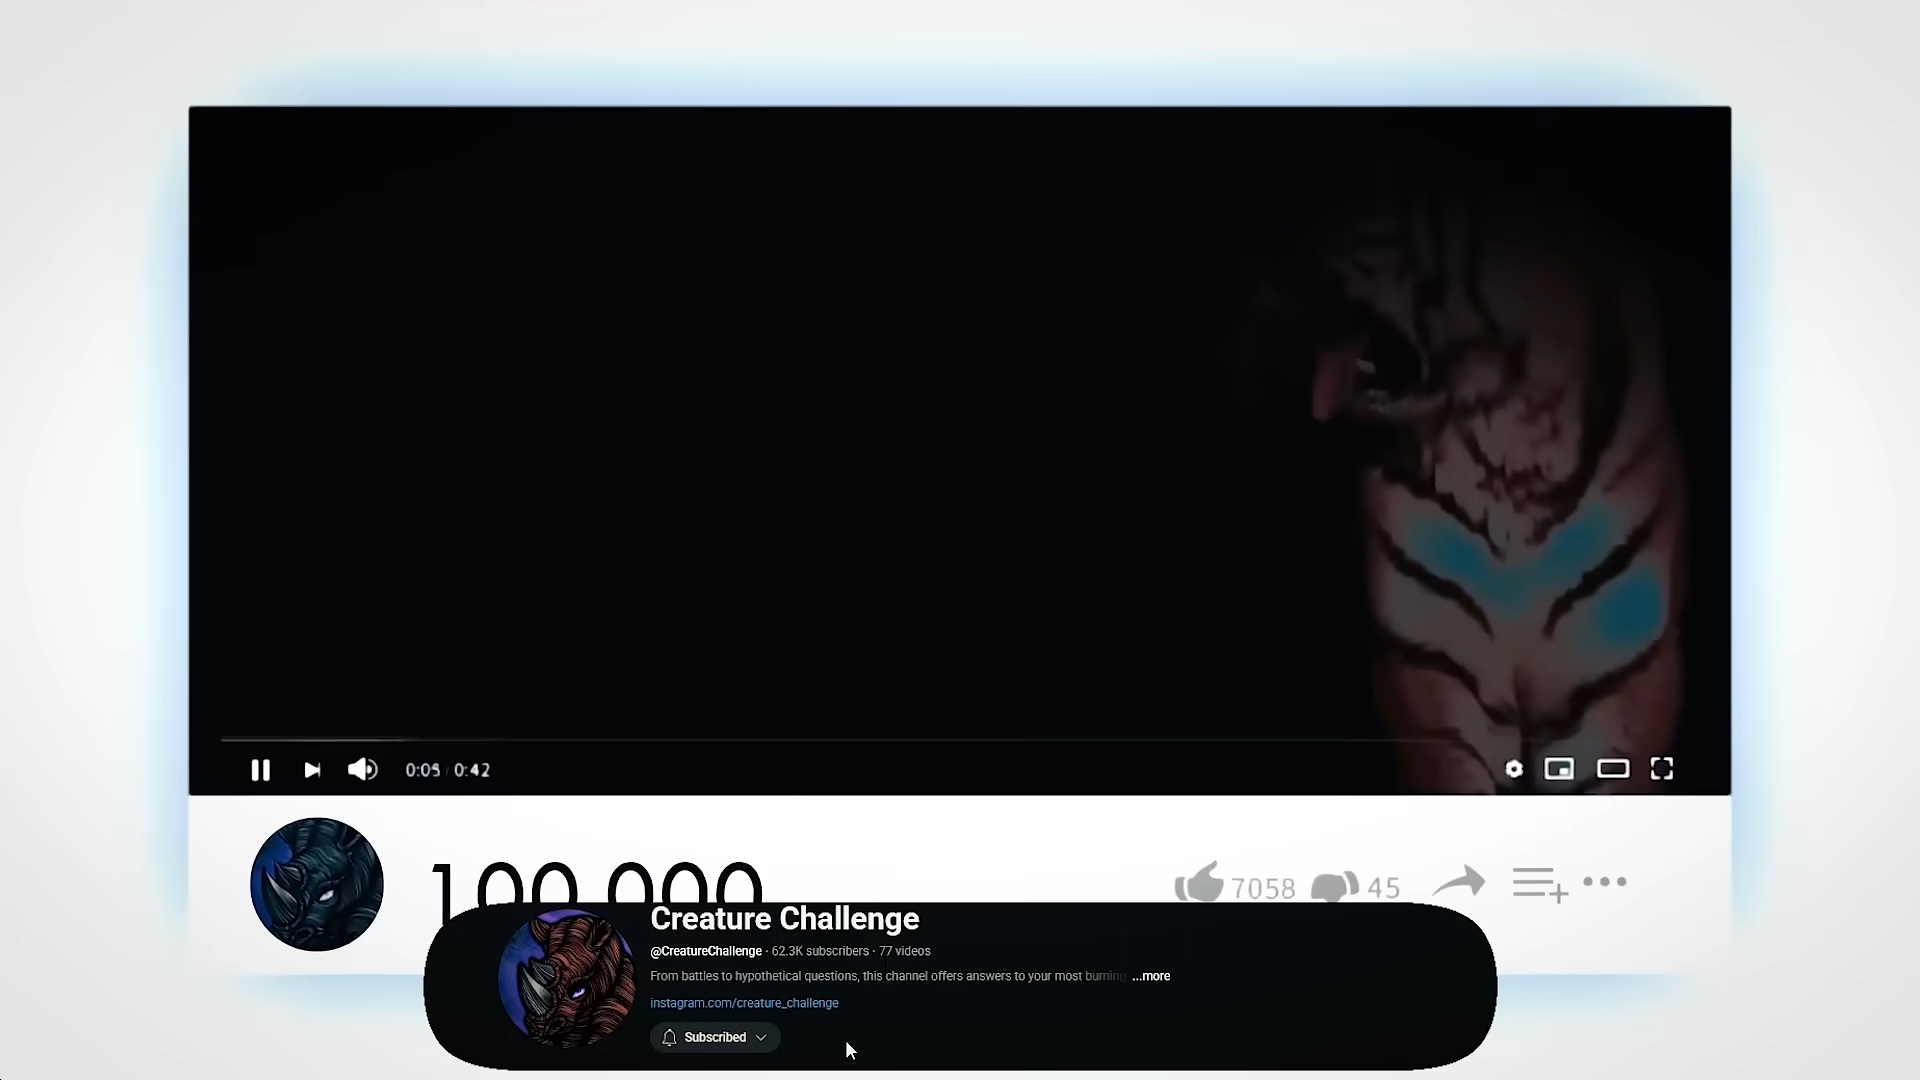 0:05 / 0:42
100,000
7058
45
Creature Challenge
@CreatureChallenge · 62.3K subscribers · 77 videos
From battles to hypothetical questions, this channel offers answers to your most burning ...more
instagram.com/creature_challenge
Subscribed